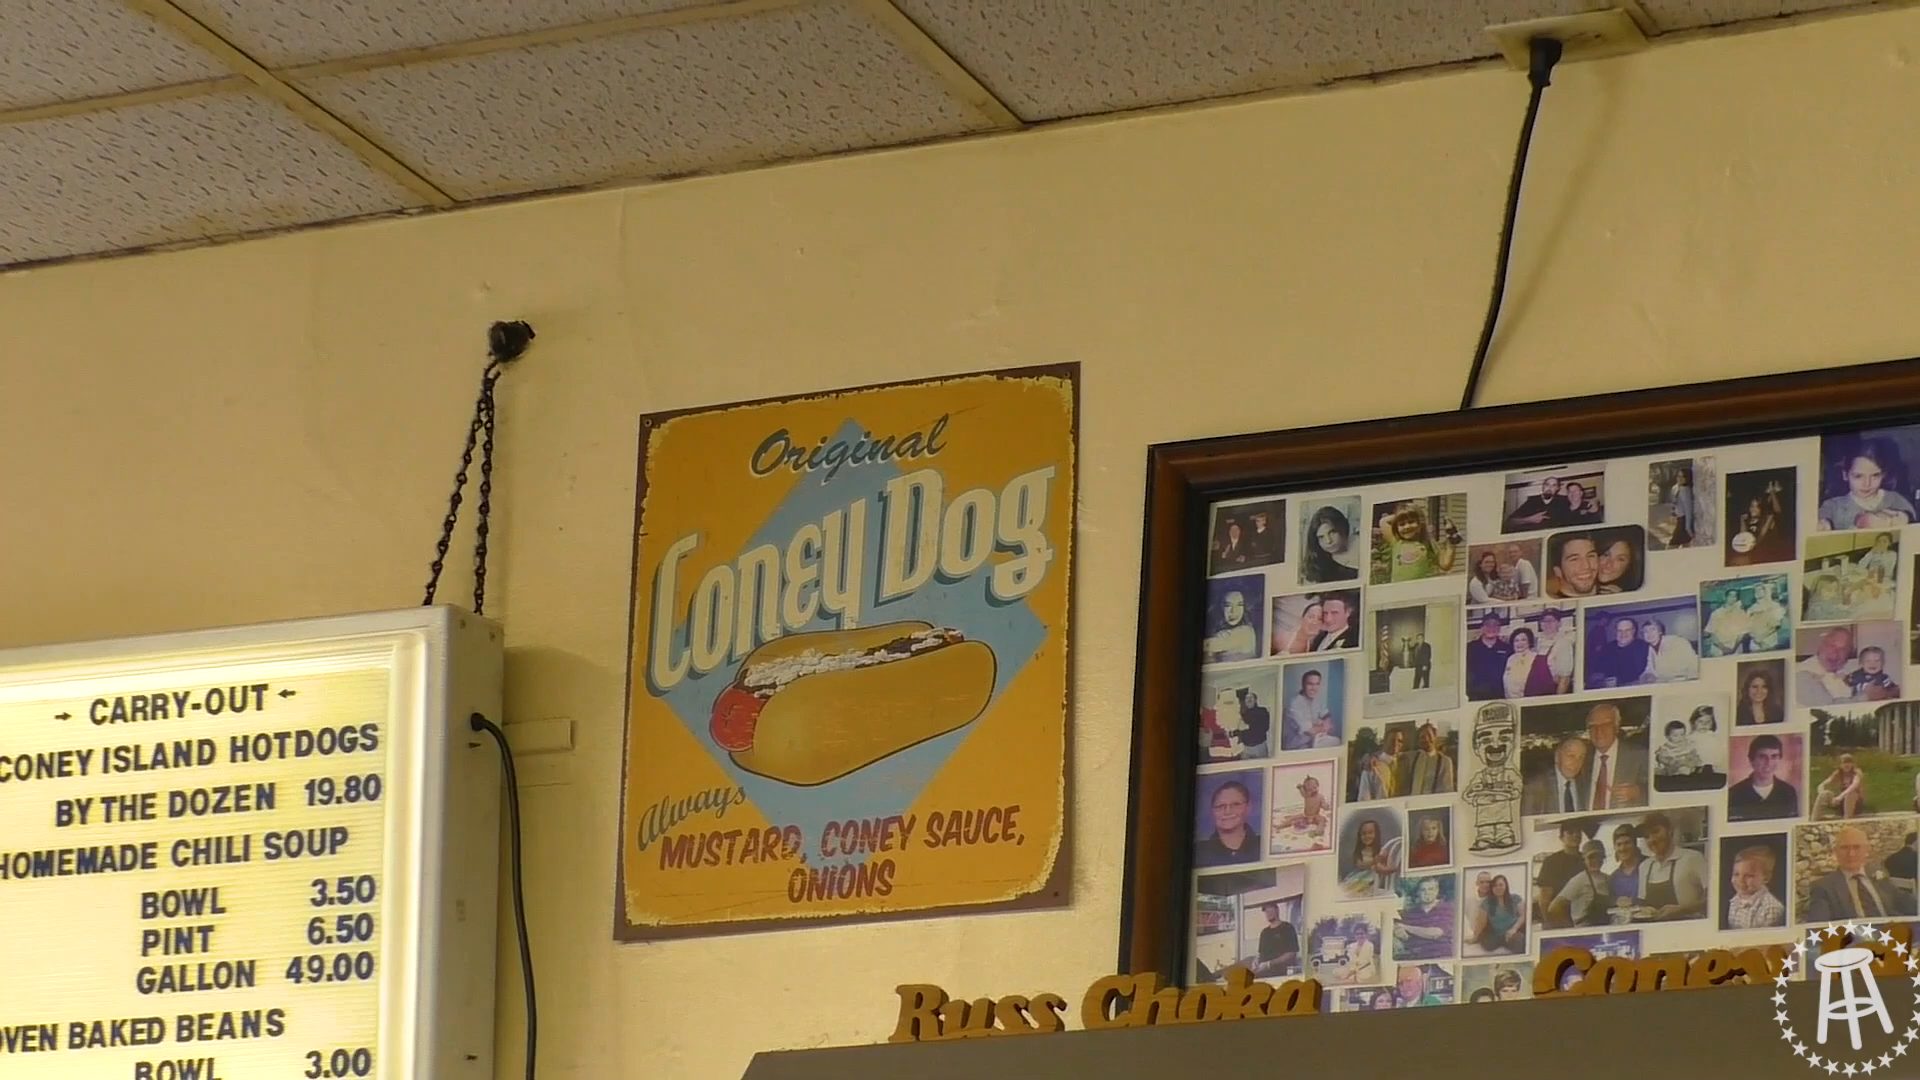 → CARRY-OUT ←
CONEY ISLAND HOTDOGS
BY THE DOZEN 19.80
HOMEMADE CHILI SOUP
BOWL 3.50
PINT 6.50
GALLON 49.00
OVEN BAKED BEANS
BOWL 3.00
Original
Coney Dog
Always
MUSTARD, CONEY SAUCE,
ONIONS
Russ Choka
Coney